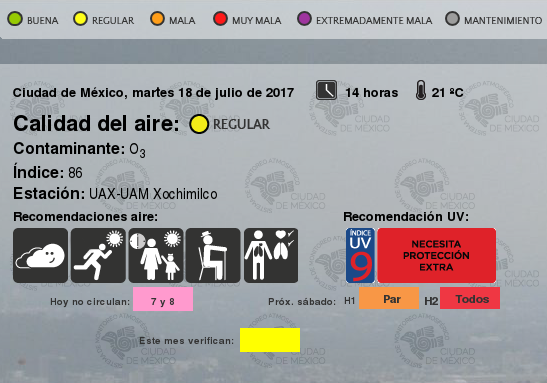 BUENA REGULAR MALA MUY MALA EXTREMADAMENTE MALA MANTENIMIENTO
Ciudad de México, martes 18 de julio de 2017 14 horas 21 ºC
Calidad del aire: REGULAR
Contaminante: O3
Índice: 86
Estación: UAX-UAM Xochimilco
Recomendaciones aire: Recomendación UV:
ÍNDICE
UV
9
NECESITA
PROTECCIÓN
EXTRA
Hoy no circulan: 7 y 8 Próx. sábado: H1 Par H2 Todos
Este mes verifican: